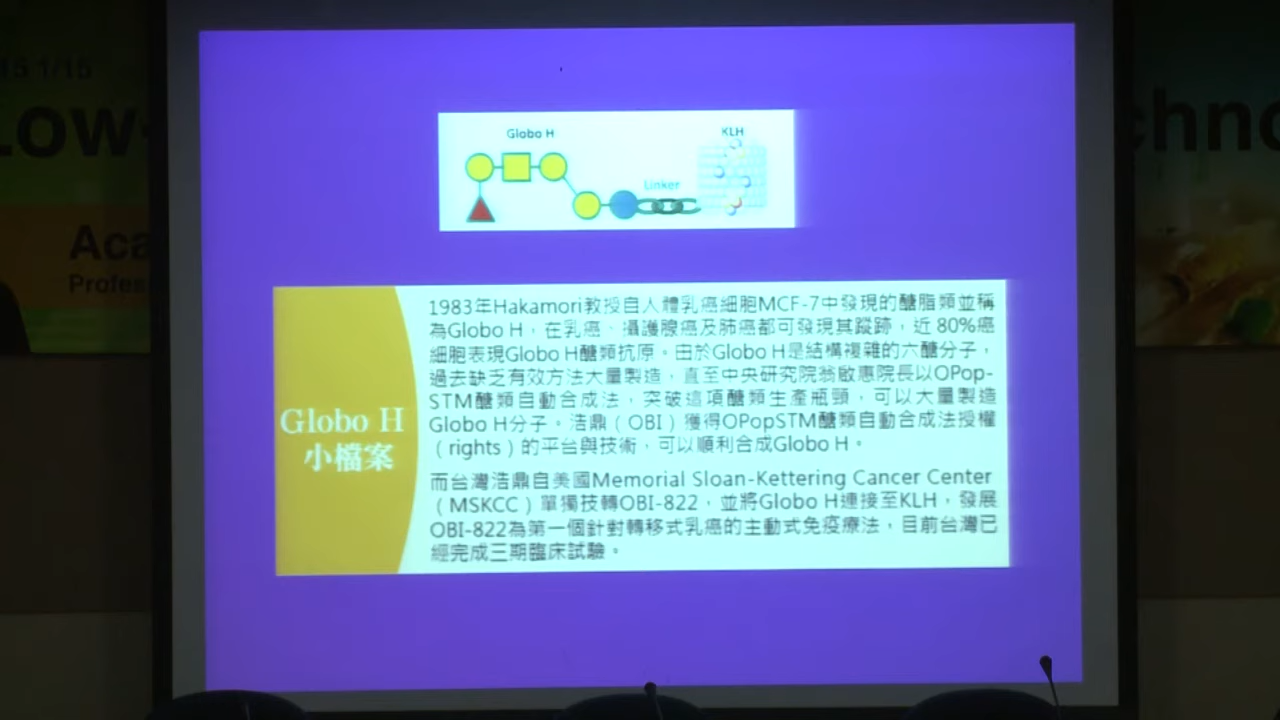 5 1/15
Low-
Aca
Profes
chno
Globo H
KLH
Linker
Globo H
小檔案
1983年Hakamori教授自人體乳癌細胞MCF-7中發現的醣脂類並稱
為Globo H，在乳癌、攝護腺癌及肺癌都可發現其蹤跡，近 80%癌
細胞表現Globo H醣類抗原。由於Globo H是結構複雜的六醣分子，
過去缺乏有效方法大量製造，直至中央研究院翁啟惠院長以OPop-
STM醣類自動合成法，突破這項醣類生產瓶頸，可以大量製造
Globo H分子。浩鼎（OBI）獲得OPopSTM醣類自動合成法授權
（rights）的平台與技術，可以順利合成Globo H。
而台灣浩鼎自美國Memorial Sloan-Kettering Cancer Center
（MSKCC）單獨技轉OBI-822，並將Globo H連接至KLH，發展
OBI-822為第一個針對轉移式乳癌的主動式免疫療法，目前台灣已
經完成三期臨床試驗。